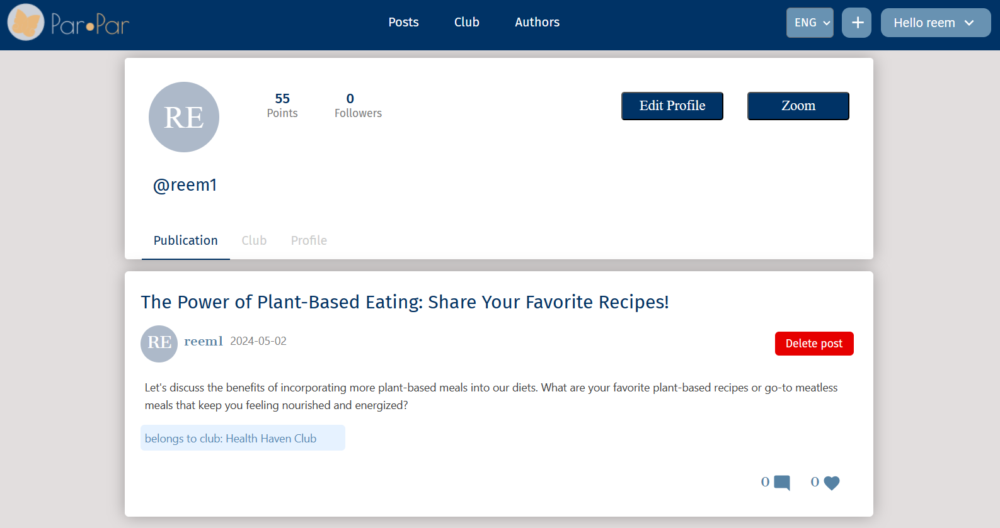 Par•Par
Posts
Club
Authors
ENG
+
Hello reem
RE
55
Points
0
Followers
Edit Profile
Zoom
@reem1
Publication
Club
Profile
The Power of Plant-Based Eating: Share Your Favorite Recipes!
RE
reem1
2024-05-02
Delete post
Let's discuss the benefits of incorporating more plant-based meals into our diets. What are your favorite plant-based recipes or go-to meatless
meals that keep you feeling nourished and energized?
belongs to club: Health Haven Club
0
0